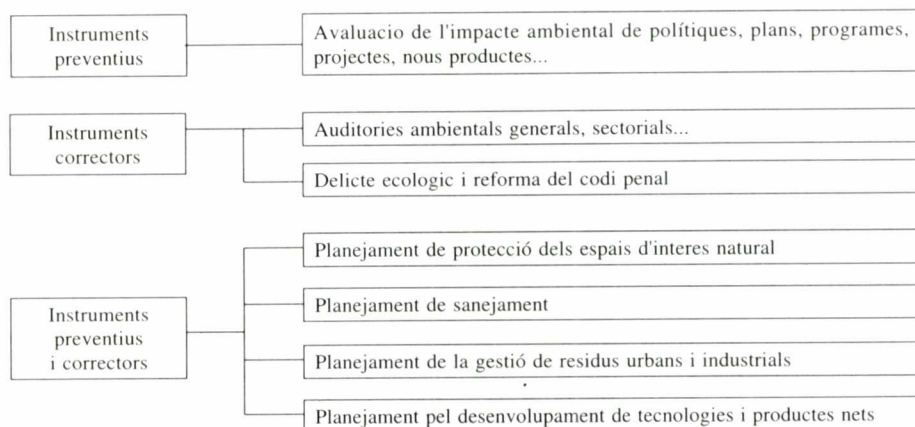 Instruments
preventius
Avaluacio de l'impacte ambiental de polítiques, plans, programes,
projectes, nous productes...
Instruments
correctors
Auditories ambientals generals, sectorials...
Delicte ecologic i reforma del codi penal
Instruments
preventius
i correctors
Planejament de protecció dels espais d'interes natural
Planejament de sanejament
Planejament de la gestió de residus urbans i industrials
Planejament pel desenvolupament de tecnologies i productes nets